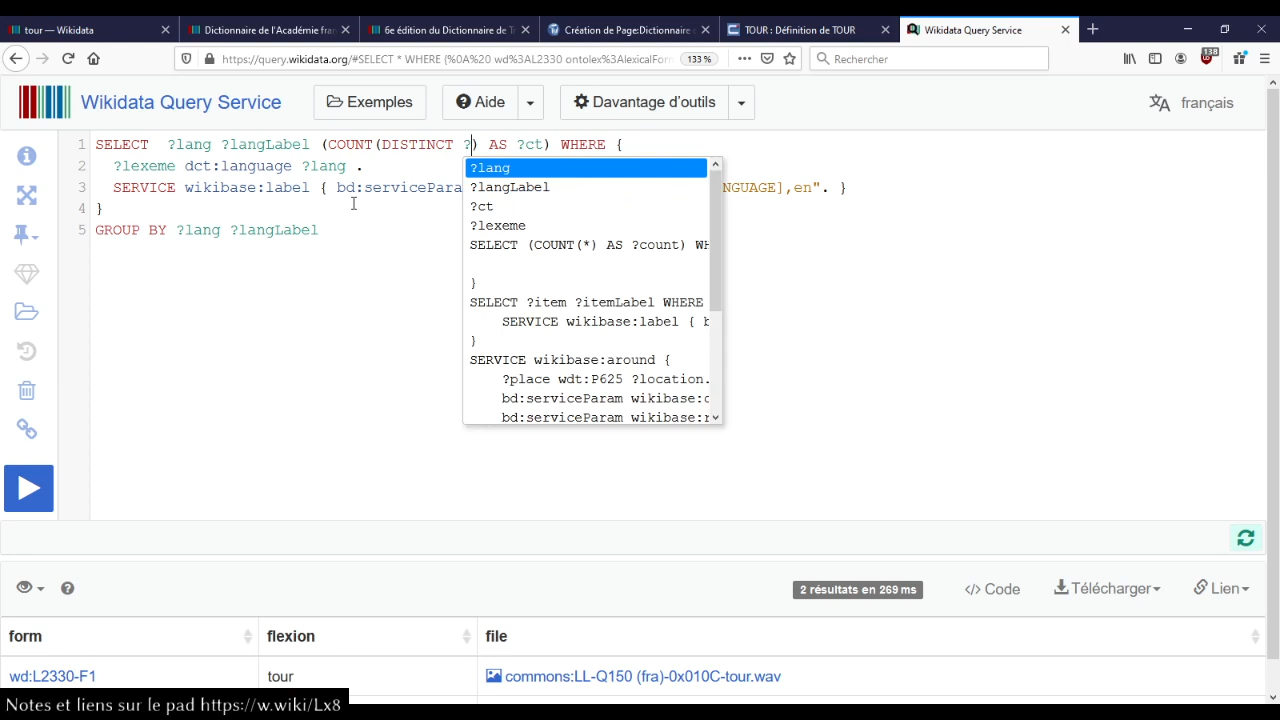 tour — Wikidata
Dictionnaire de l'Académie fra
6e édition du Dictionnaire de
Création de Page:Dictionnaire
TOUR : Définition de TOUR
Wikidata Query Service
https://query.wikidata.org/#SELECT * WHERE {%0A%20 wd%3AL2330 ontolex%3AlexicalForm
133 %
Rechercher
138
Wikidata Query Service
Exemples
Aide
Davantage d'outils
français
1 SELECT ?lang ?langLabel (COUNT(DISTINCT ?) AS ?ct) WHERE {
2 ?lexeme dct:language ?lang .
3 SERVICE wikibase:label { bd:servicePara NGUAGE],en". }
4 }
5 GROUP BY ?lang ?langLabel
?lang
?langLabel
?ct
?lexeme
SELECT (COUNT(*) AS ?count) WH
}
SELECT ?item ?itemLabel WHERE
SERVICE wikibase:label { b
}
SERVICE wikibase:around {
?place wdt:P625 ?location.
bd:serviceParam wikibase:c
bd:serviceParam wikibase:r
2 résultats en 269 ms
</> Code
Télécharger
Lien
form flexion file
wd:L2330-F1 tour commons:LL-Q150 (fra)-0x010C-tour.wav
Notes et liens sur le pad https://w.wiki/Lx8